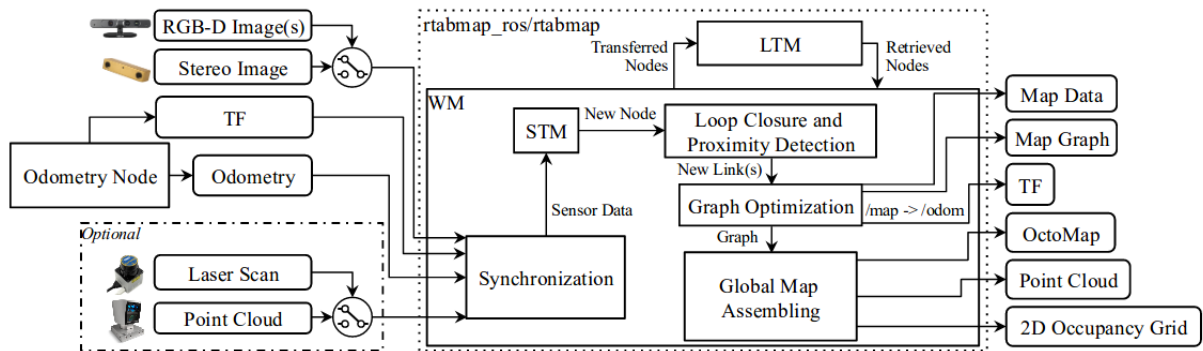 RGB-D Image(s)
Stereo Image
TF
Odometry Node
Odometry
Optional
Laser Scan
Point Cloud
rtabmap_ros/rtabmap
Transferred
Nodes
LTM
Retrieved
Nodes
WM
STM
New Node
Loop Closure and
Proximity Detection
New Link(s)
Graph Optimization
/map -> /odom
Sensor Data
Graph
Synchronization
Global Map
Assembling
Map Data
Map Graph
TF
OctoMap
Point Cloud
2D Occupancy Grid